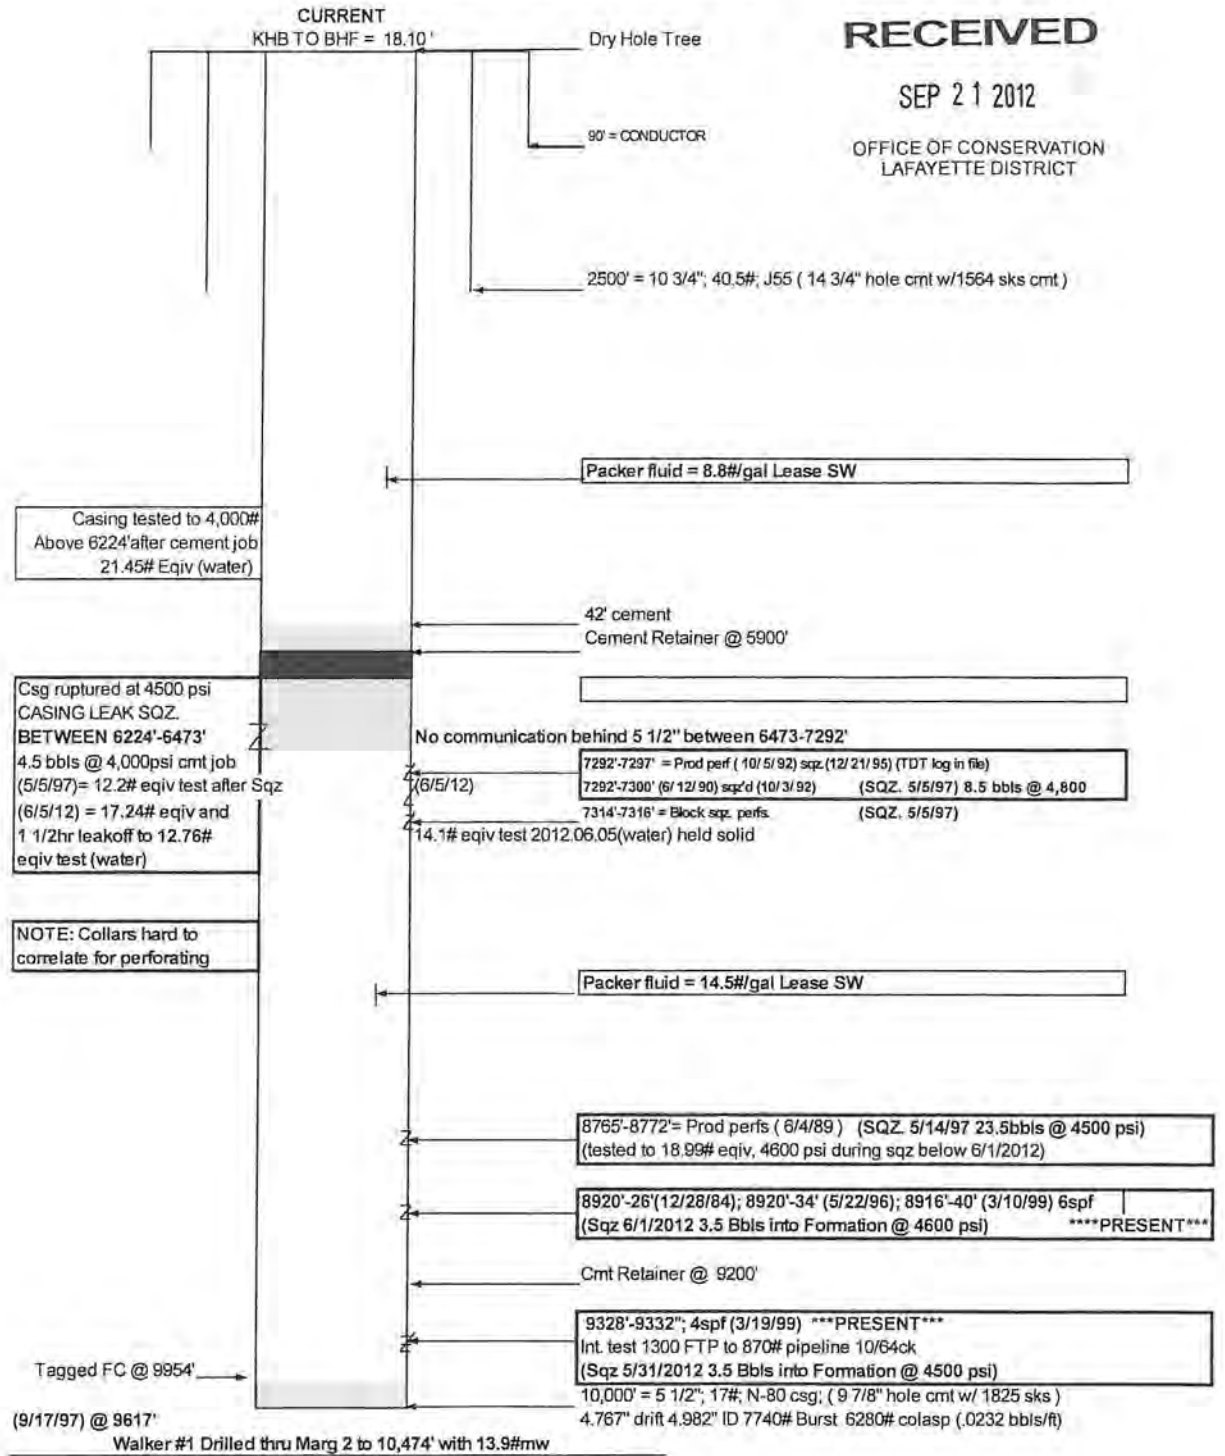 CURRENT
KHB TO BHF = 18.10'
Dry Hole Tree
RECEIVED
SEP 21 2012
OFFICE OF CONSERVATION
LAFAYETTE DISTRICT
90' = CONDUCTOR
2500' = 10 3/4"; 40.5#; J55 ( 14 3/4" hole cmt w/1564 sks cmt )
Packer fluid = 8.8#/gal Lease SW
Casing tested to 4,000#
Above 6224'after cement job
21.45# Eqiv (water)
42' cement
Cement Retainer @ 5900'
Csg ruptured at 4500 psi
CASING LEAK SQZ.
BETWEEN 6224'-6473'
4.5 bbls @ 4,000psi cmt job
(5/5/97)= 12.2# eqiv test after Sqz
(6/5/12) = 17.24# eqiv and
1 1/2hr leakoff to 12.76#
eqiv test (water)
No communication behind 5 1/2" between 6473-7292'
7292'-7297' = Prod perf ( 10/ 5/ 92) sqz.(12/ 21/ 95) (TDT log in file)
7292'-7300' (6/ 12/ 90) sqz'd (10/ 3/ 92) (SQZ. 5/5/97) 8.5 bbls @ 4,800
7314'-7316' = Block sqz. perfs. (SQZ. 5/5/97)
(6/5/12)
14.1# eqiv test 2012.06.05(water) held solid
NOTE: Collars hard to
correlate for perforating
Packer fluid = 14.5#/gal Lease SW
8765'-8772'= Prod perfs ( 6/4/89 ) (SQZ. 5/14/97 23.5bbls @ 4500 psi)
(tested to 18.99# eqiv, 4600 psi during sqz below 6/1/2012)
8920'-26'(12/28/84); 8920'-34' (5/22/96); 8916'-40' (3/10/99) 6spf
(Sqz 6/1/2012 3.5 Bbls into Formation @ 4600 psi) ****PRESENT***
Cmt Retainer @ 9200'
9328'-9332"; 4spf (3/19/99) ***PRESENT***
Int. test 1300 FTP to 870# pipeline 10/64ck
(Sqz 5/31/2012 3.5 Bbls into Formation @ 4500 psi)
Tagged FC @ 9954'
10,000' = 5 1/2"; 17#; N-80 csg; ( 9 7/8" hole cmt w/ 1825 sks )
4.767" drift 4.982" ID 7740# Burst 6280# colasp (.0232 bbls/ft)
(9/17/97) @ 9617'
Walker #1 Drilled thru Marg 2 to 10,474' with 13.9#mw